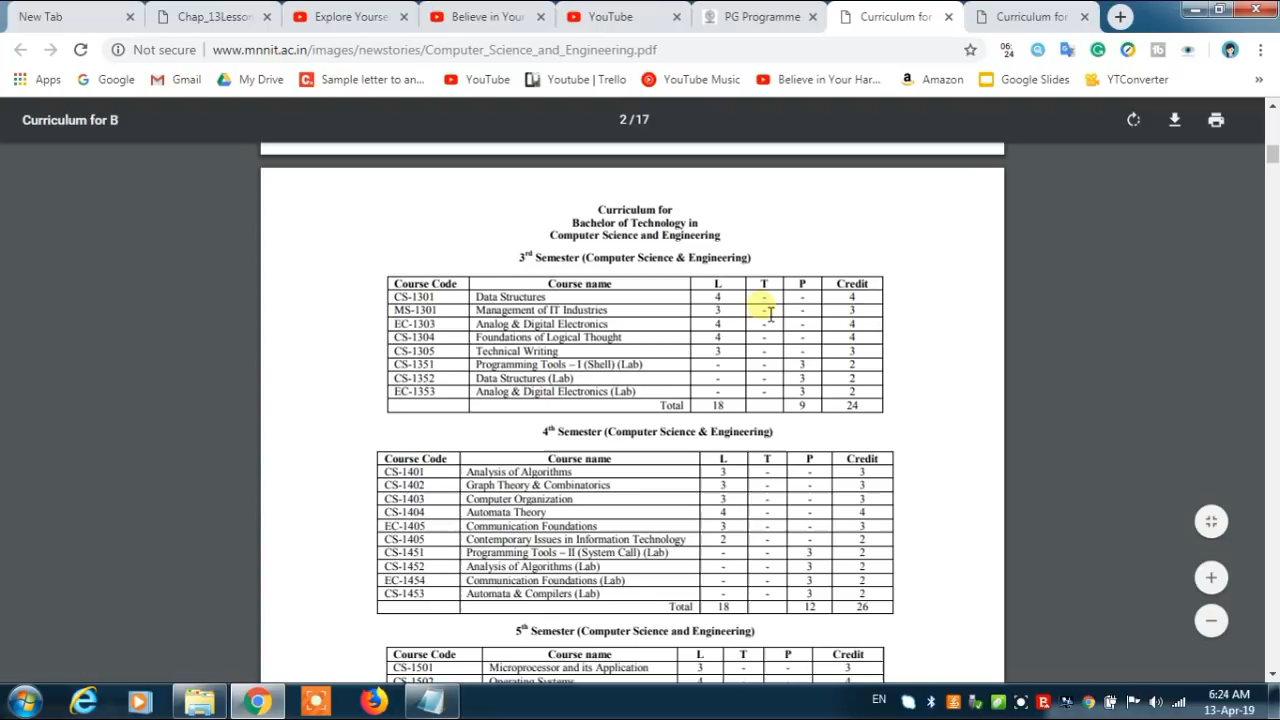 New Tab
Chap_13Lesson
Explore Yourse
Believe in You
YouTube
PG Programme
Curriculum for
Curriculum for
Not secure
www.mnnit.ac.in/images/newstories/Computer_Science_and_Engineering.pdf
06:
24
Apps
Google
Gmail
My Drive
Sample letter to an...
YouTube
Youtube | Trello
YouTube Music
Believe in Your Har...
Amazon
Google Slides
YTConverter
»
Curriculum for B
2 / 17
Curriculum for
Bachelor of Technology in
Computer Science and Engineering
3rd Semester (Computer Science & Engineering)
Course Code Course name L T P Credit
CS-1301 Data Structures 4 - - 4
MS-1301 Management of IT Industries 3 - - 3
EC-1303 Analog & Digital Electronics 4 - - 4
CS-1304 Foundations of Logical Thought 4 - - 4
CS-1305 Technical Writing 3 - - 3
CS-1351 Programming Tools – I (Shell) (Lab) - - 3 2
CS-1352 Data Structures (Lab) - - 3 2
EC-1353 Analog & Digital Electronics (Lab) - - 3 2
Total 18 9 24
4th Semester (Computer Science & Engineering)
Course Code Course name L T P Credit
CS-1401 Analysis of Algorithms 3 - - 3
CS-1402 Graph Theory & Combinatorics 3 - - 3
CS-1403 Computer Organization 3 - - 3
CS-1404 Automata Theory 4 - - 4
EC-1405 Communication Foundations 3 - - 3
CS-1405 Contemporary Issues in Information Technology 2 - - 2
CS-1451 Programming Tools – II (System Call) (Lab) - - 3 2
CS-1452 Analysis of Algorithms (Lab) - - 3 2
EC-1454 Communication Foundations (Lab) - - 3 2
CS-1453 Automata & Compilers (Lab) - - 3 2
Total 18 12 26
5th Semester (Computer Science and Engineering)
Course Code Course name L T P Credit
CS-1501 Microprocessor and its Application 3 - - 3
CS-1502 Operating Systems 4 - - 4
EN
6:24 AM
13-Apr-19